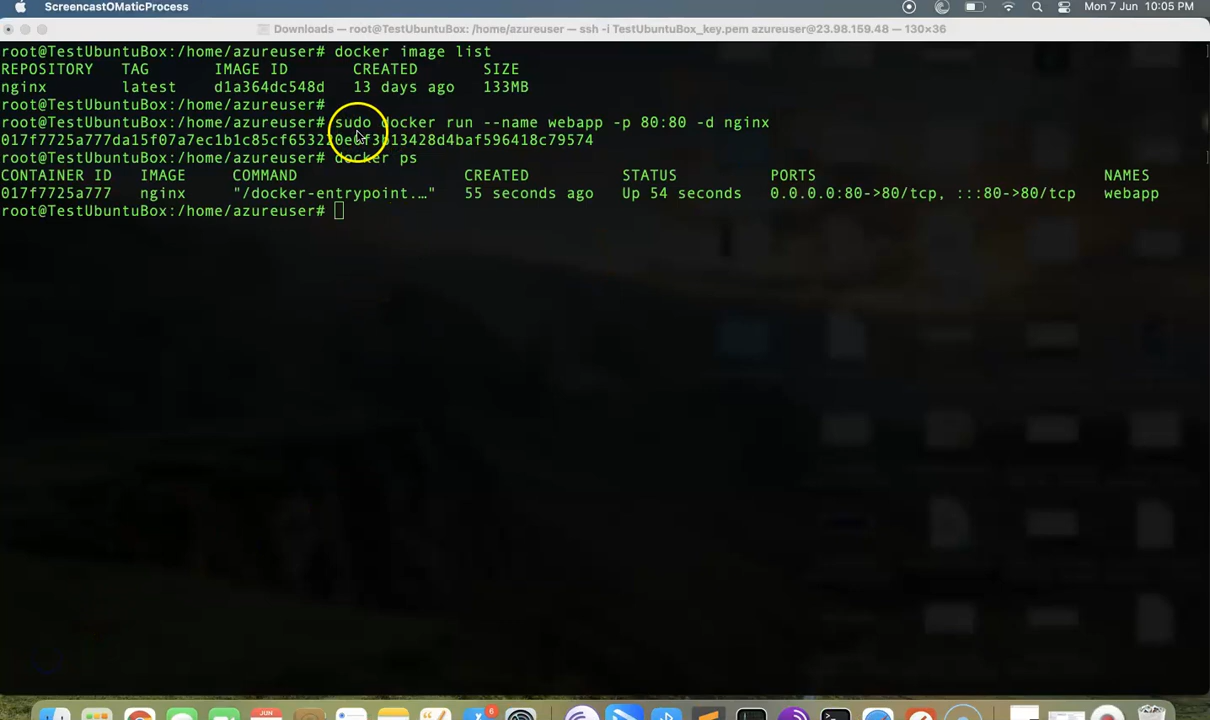 ScreencastOMaticProcess
Mon 7 Jun 10:05 PM
Downloads — root@TestUbuntuBox: /home/azureuser — ssh -i TestUbuntuBox_key.pem azureuser@23.98.159.48 — 130×36
root@TestUbuntuBox:/home/azureuser# docker image list
REPOSITORY TAG IMAGE ID CREATED SIZE
nginx latest d1a364dc548d 13 days ago 133MB
root@TestUbuntuBox:/home/azureuser#
root@TestUbuntuBox:/home/azureuser# sudo docker run --name webapp -p 80:80 -d nginx
017f7725a777da15f07a7ec1b1c85cf653220e0f3b13428d4baf596418c79574
root@TestUbuntuBox:/home/azureuser# docker ps
CONTAINER ID IMAGE COMMAND CREATED STATUS PORTS NAMES
017f7725a777 nginx "/docker-entrypoint.…" 55 seconds ago Up 54 seconds 0.0.0.0:80->80/tcp, :::80->80/tcp webapp
root@TestUbuntuBox:/home/azureuser#
JUN
6